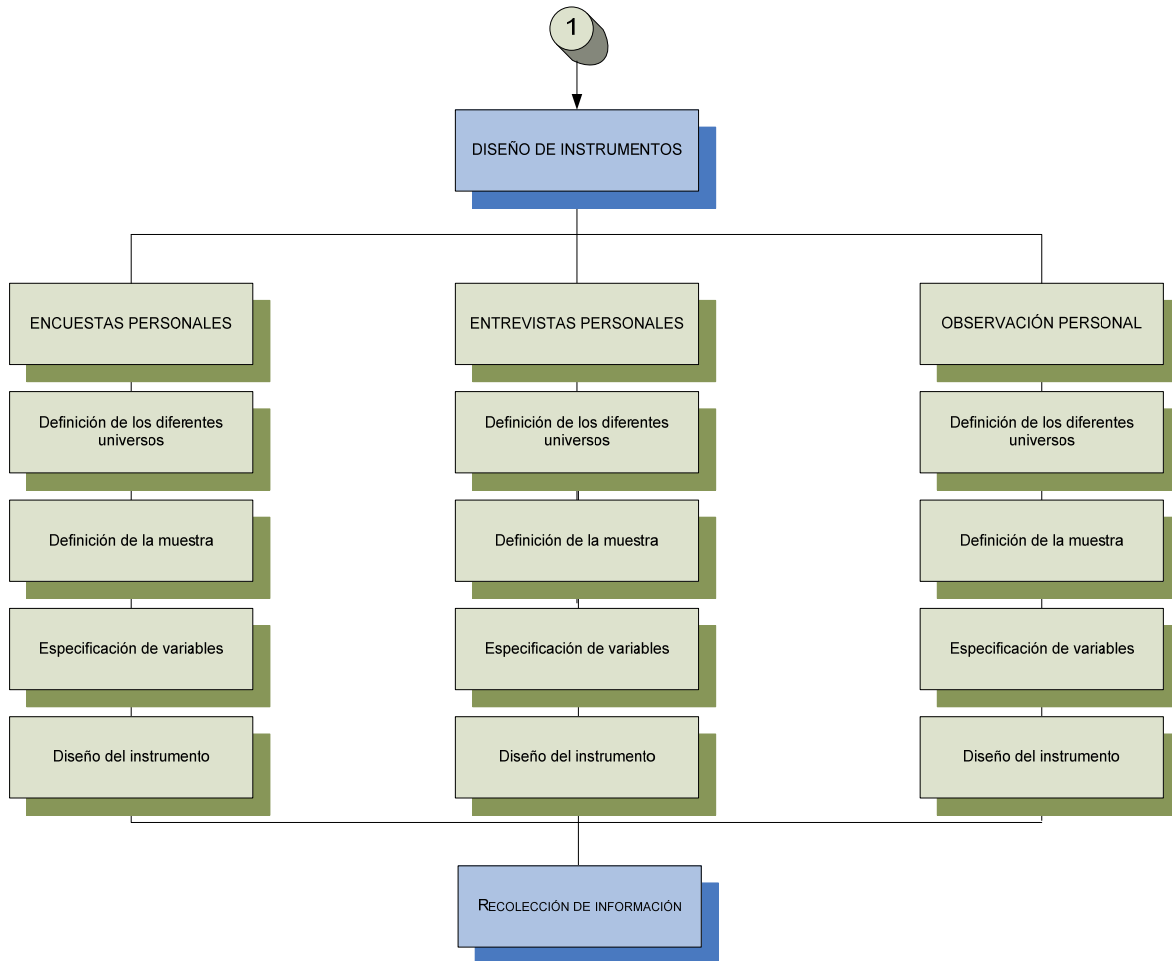 1
DISEÑO DE INSTRUMENTOS
ENCUESTAS PERSONALES
ENTREVISTAS PERSONALES
OBSERVACIÓN PERSONAL
Definición de los diferentes
universos
Definición de los diferentes
universos
Definición de los diferentes
universos
Definición de la muestra
Definición de la muestra
Definición de la muestra
Especificación de variables
Especificación de variables
Especificación de variables
Diseño del instrumento
Diseño del instrumento
Diseño del instrumento
RECOLECCIÓN DE INFORMACIÓN